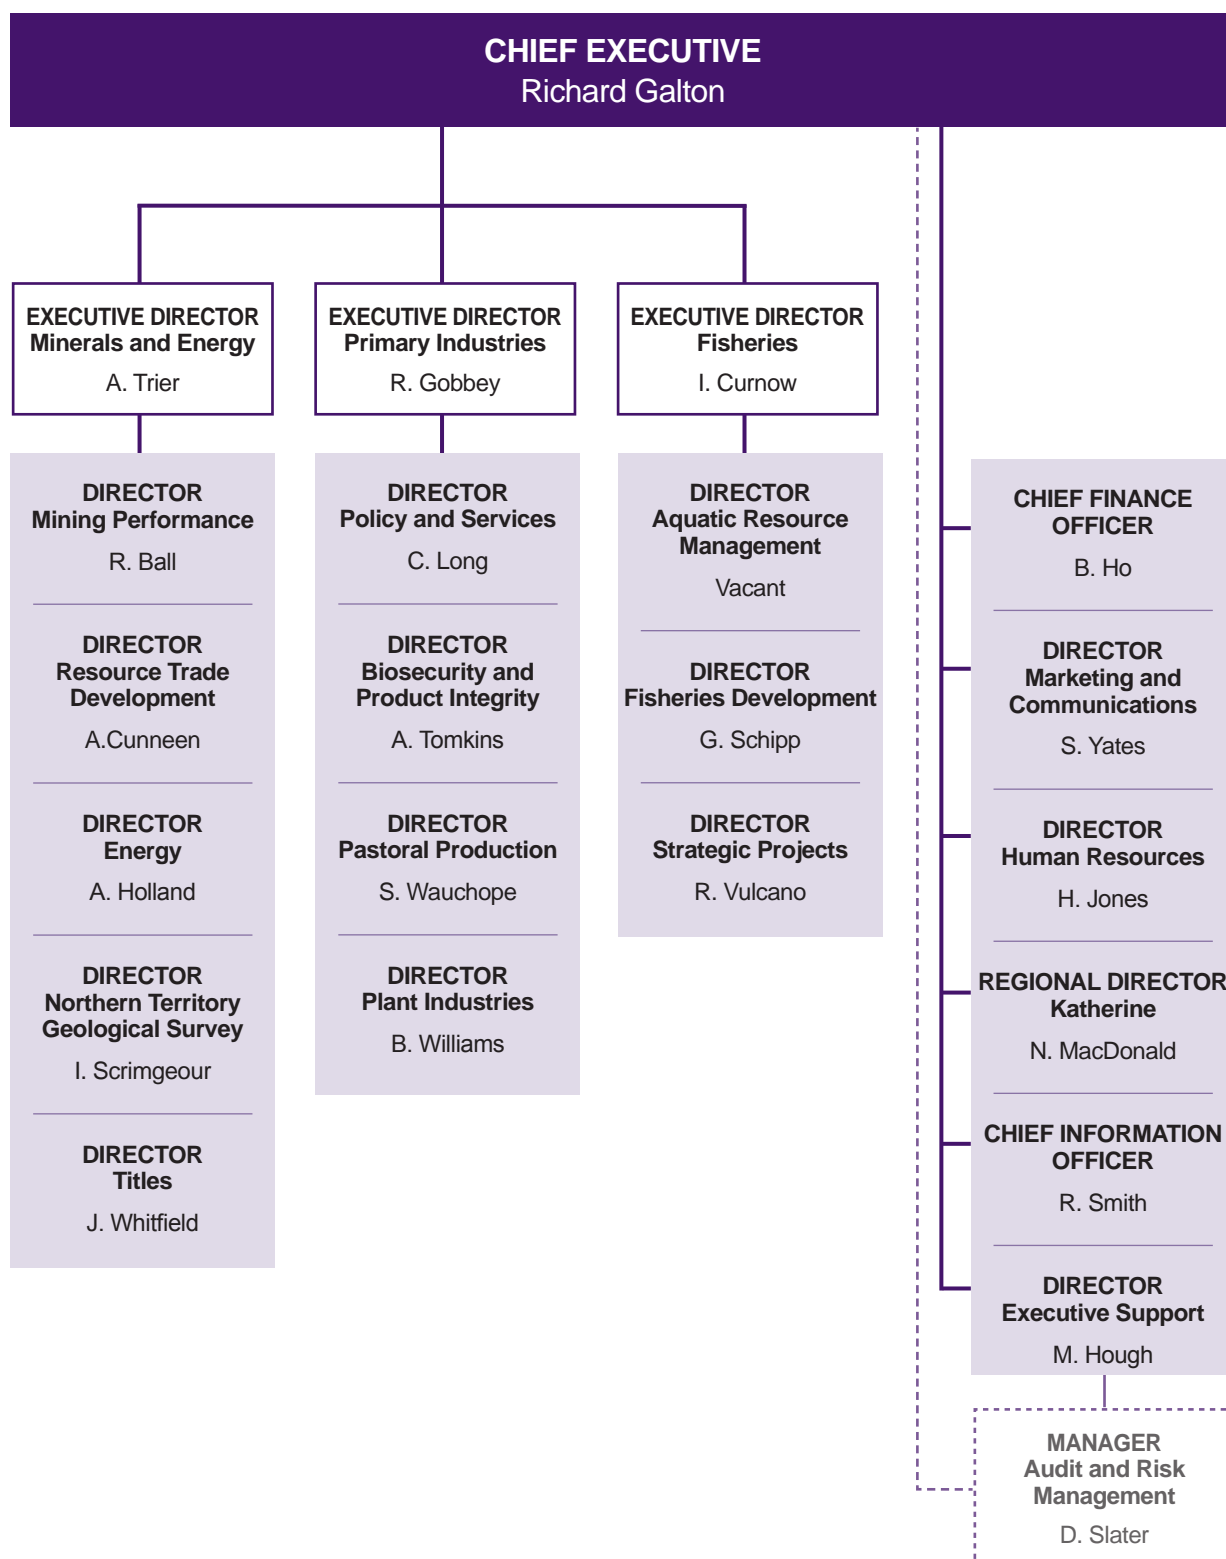 CHIEF EXECUTIVE
Richard Galton
EXECUTIVE DIRECTOR
Minerals and Energy
A. Trier
DIRECTOR
Mining Performance
R. Ball
DIRECTOR
Resource Trade
Development
A.Cunneen
DIRECTOR
Energy
A. Holland
DIRECTOR
Northern Territory
Geological Survey
I. Scrimgeour
DIRECTOR
Titles
J. Whitfield
EXECUTIVE DIRECTOR
Primary Industries
R. Gobbey
DIRECTOR
Policy and Services
C. Long
DIRECTOR
Biosecurity and
Product Integrity
A. Tomkins
DIRECTOR
Pastoral Production
S. Wauchope
DIRECTOR
Plant Industries
B. Williams
EXECUTIVE DIRECTOR
Fisheries
I. Curnow
DIRECTOR
Aquatic Resource
Management
Vacant
DIRECTOR
Fisheries Development
G. Schipp
DIRECTOR
Strategic Projects
R. Vulcano
CHIEF FINANCE
OFFICER
B. Ho
DIRECTOR
Marketing and
Communications
S. Yates
DIRECTOR
Human Resources
H. Jones
REGIONAL DIRECTOR
Katherine
N. MacDonald
CHIEF INFORMATION
OFFICER
R. Smith
DIRECTOR
Executive Support
M. Hough
MANAGER
Audit and Risk
Management
D. Slater